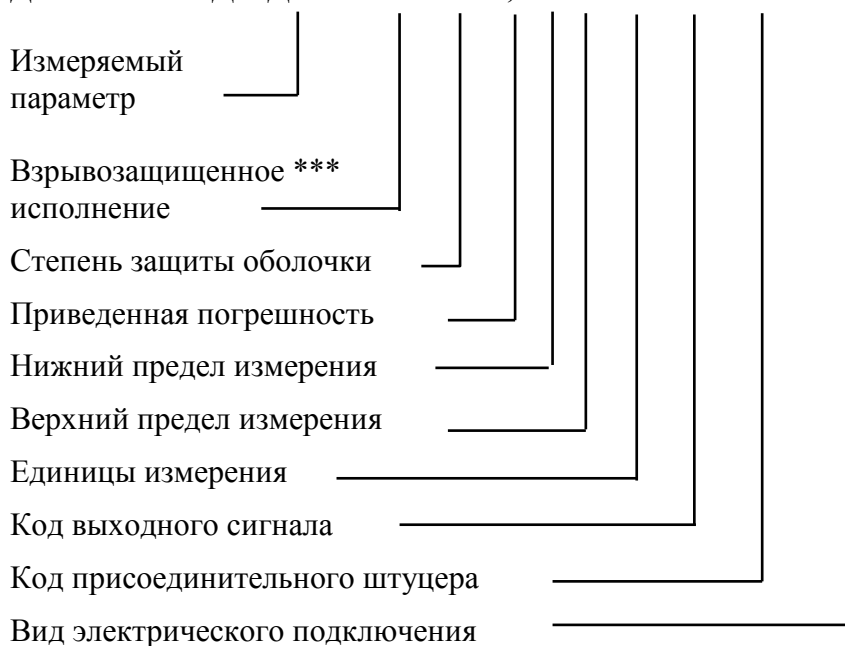 Измеряемый
параметр
Взрывозащищенное ***
исполнение
Степень защиты оболочки
Приведенная погрешность
Нижний предел измерения
Верхний предел измерения
Единицы измерения
Код выходного сигнала
Код присоединительного штуцера
Вид электрического подключения